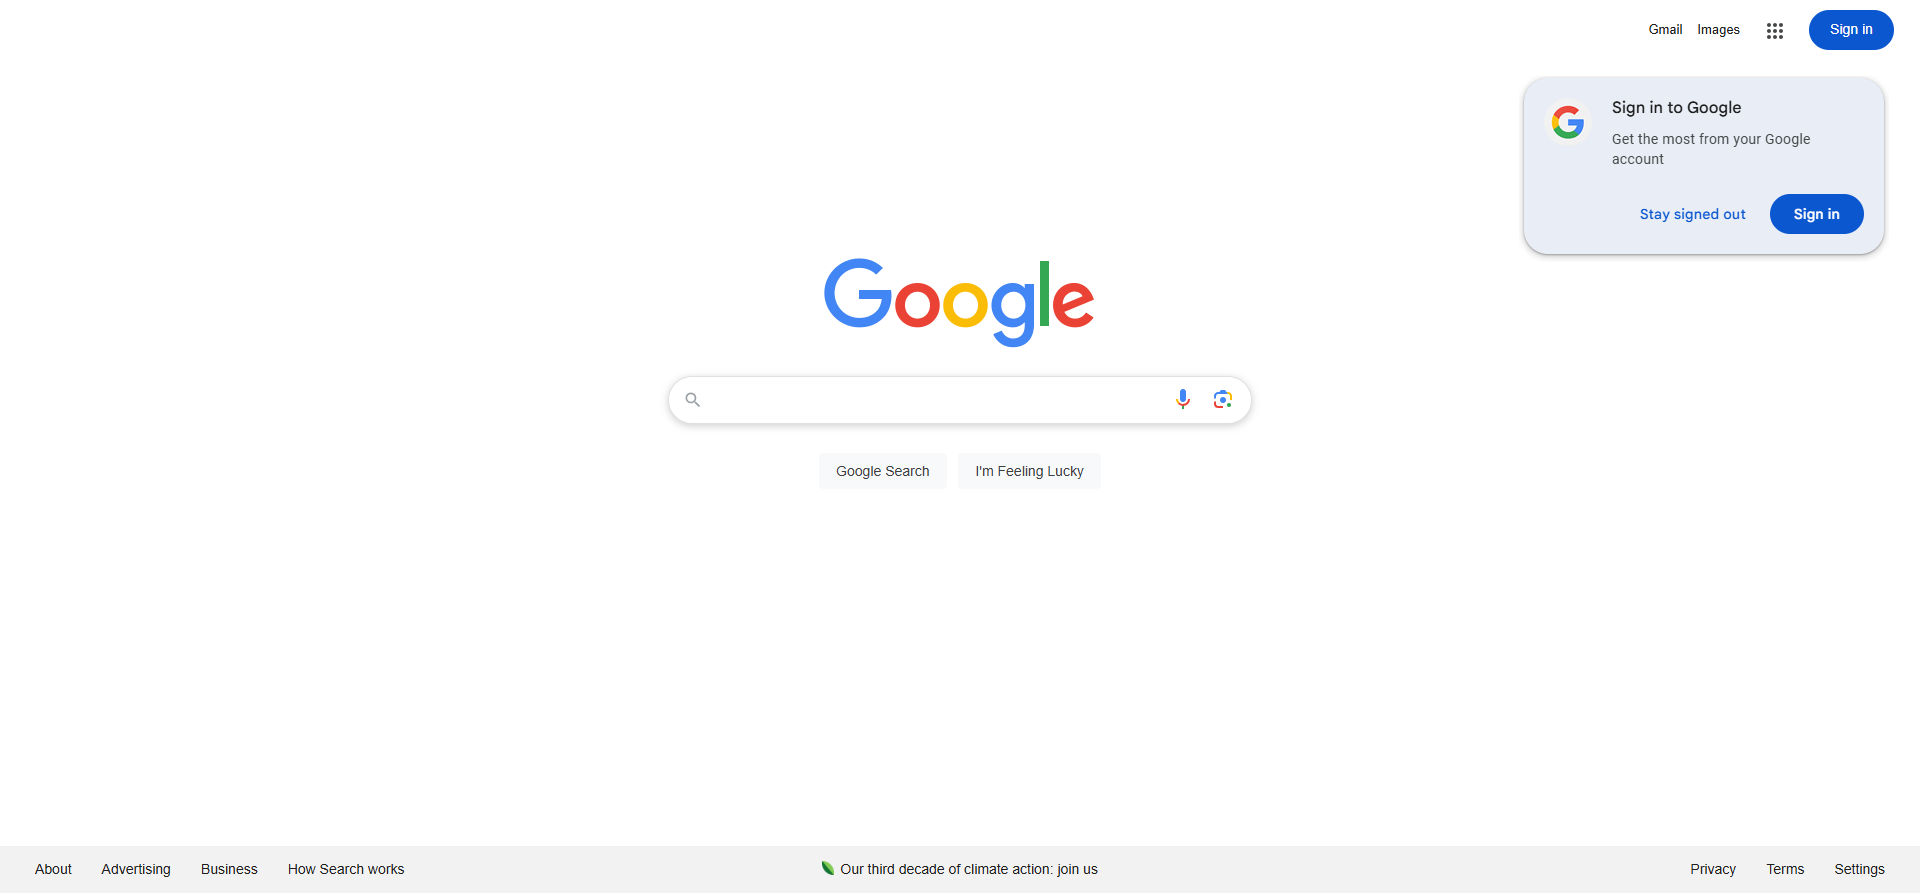 Gmail Images Sign in
Sign in to Google
Get the most from your Google
account
Stay signed out Sign in
Google
Google Search I'm Feeling Lucky
About Advertising Business How Search works Our third decade of climate action: join us Privacy Terms Settings